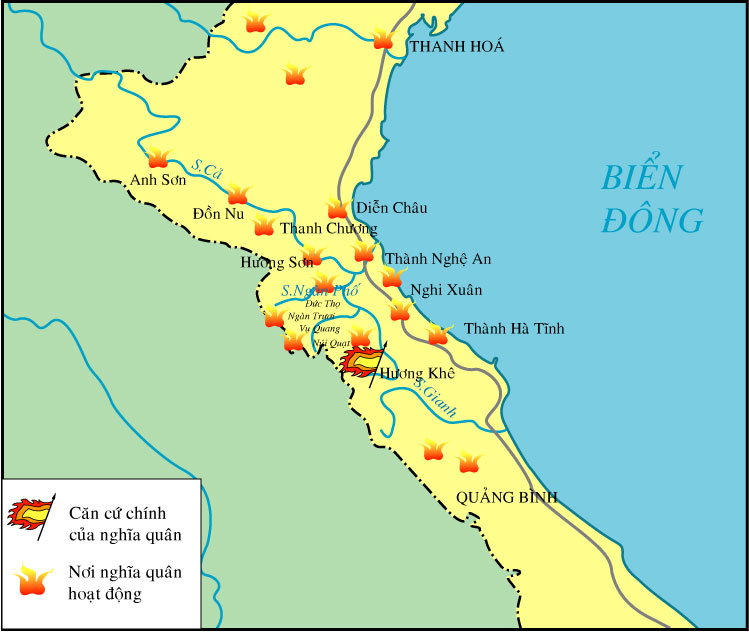 THANH HOÁ
BIỂN
ĐÔNG
S.Cả
Anh Sơn
Đồn Nu
Diễn Châu
Thanh Chương
Hương Sơn
Thành Nghệ An
S.Ngàn Phố
Nghi Xuân
Đức Thọ
Ngàn Trươi
Vụ Quang
Núi Quạt
Thành Hà Tĩnh
Hương Khê
S.Gianh
QUẢNG BÌNH
Căn cứ chính
của nghĩa quân
Nơi nghĩa quân
hoạt động